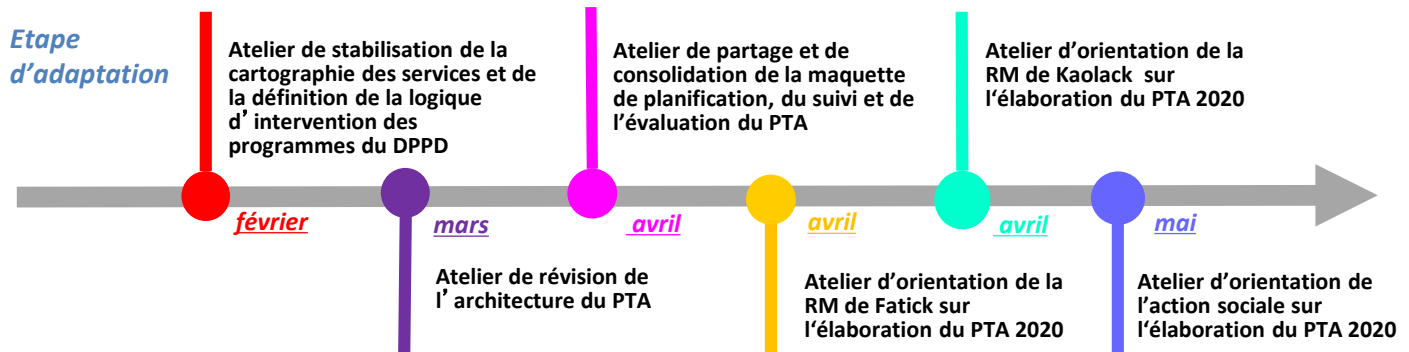 Etape
d'adaptation
Atelier de stabilisation de la
cartographie des services et de
la définition de la logique
d' intervention des
programmes du DPPD
février
mars
Atelier de révision de
l' architecture du PTA
Atelier de partage et de
consolidation de la maquette
de planification, du suivi et de
l'évaluation du PTA
avril
avril
Atelier d'orientation de la
RM de Fatick sur
l'élaboration du PTA 2020
Atelier d'orientation de la
RM de Kaolack sur
l'élaboration du PTA 2020
avril
mai
Atelier d'orientation de
l'action sociale sur
l'élaboration du PTA 2020